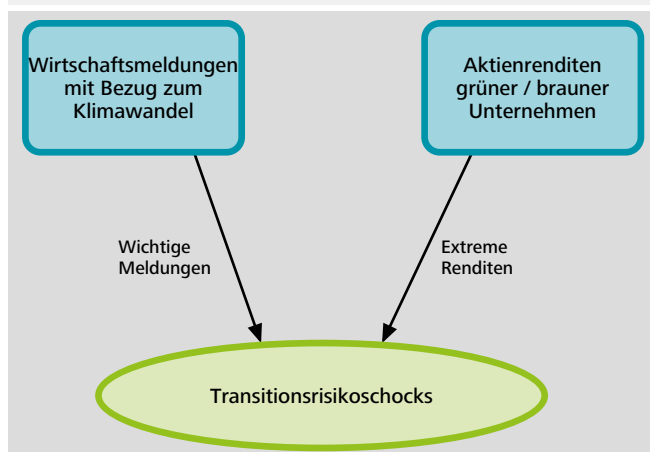 Wirtschaftsmeldungen
mit Bezug zum
Klimawandel
Aktienrenditen
grüner / brauner
Unternehmen
Wichtige
Meldungen
Extreme
Renditen
Transitionsrisikoschocks